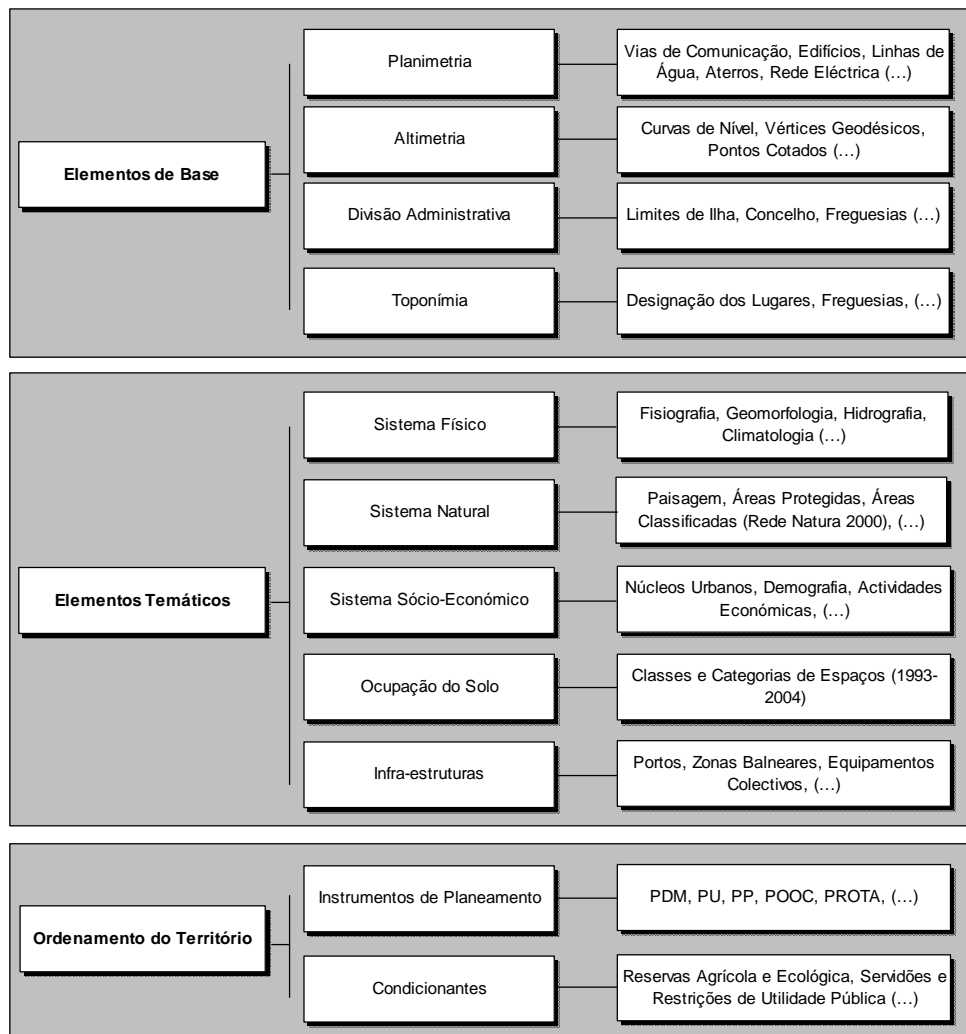 Elementos de Base
Planimetria
Vias de Comunicação, Edifícios, Linhas de
Água, Aterros, Rede Eléctrica (…)
Altimetria
Curvas de Nível, Vértices Geodésicos,
Pontos Cotados (…)
Divisão Administrativa
Limites de Ilha, Concelho, Freguesias (…)
Toponímia
Designação dos Lugares, Freguesias, (…)
Elementos Temáticos
Sistema Físico
Fisiografia, Geomorfologia, Hidrografia,
Climatologia (…)
Sistema Natural
Paisagem, Áreas Protegidas, Áreas
Classificadas (Rede Natura 2000), (…)
Sistema Sócio-Económico
Núcleos Urbanos, Demografia, Actividades
Económicas, (…)
Ocupação do Solo
Classes e Categorias de Espaços (1993-
2004)
Infra-estruturas
Portos, Zonas Balneares, Equipamentos
Colectivos, (…)
Ordenamento do Território
Instrumentos de Planeamento
PDM, PU, PP, POOC, PROTA, (…)
Condicionantes
Reservas Agrícola e Ecológica, Servidões e
Restrições de Utilidade Pública (…)